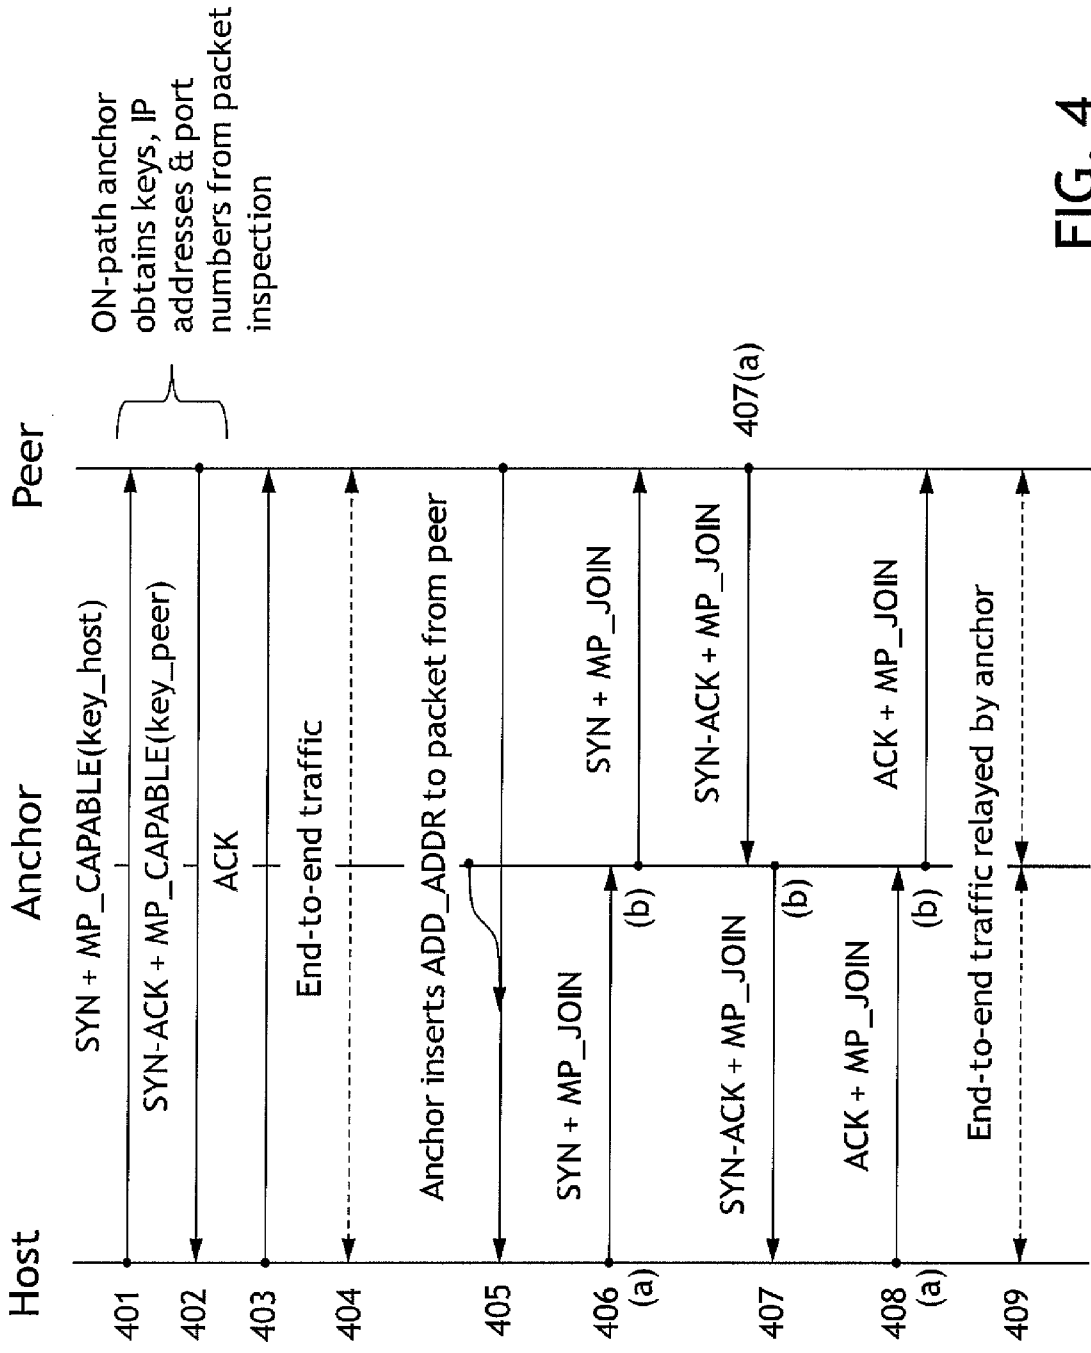 Host
Anchor
Peer
401
SYN + MP_CAPABLE(key_host)
402
SYN-ACK + MP_CAPABLE(key_peer)
403
ACK
ON-path anchor
obtains keys, IP
addresses & port
numbers from packet
inspection
404
End-to-end traffic
405
Anchor inserts ADD_ADDR to packet from peer
406
(a)
SYN + MP_JOIN
(b)
SYN + MP_JOIN
407
SYN-ACK + MP_JOIN
(b)
SYN-ACK + MP_JOIN
407(a)
408
(a)
ACK + MP_JOIN
(b)
ACK + MP_JOIN
409
End-to-end traffic relayed by anchor
FIG. 4